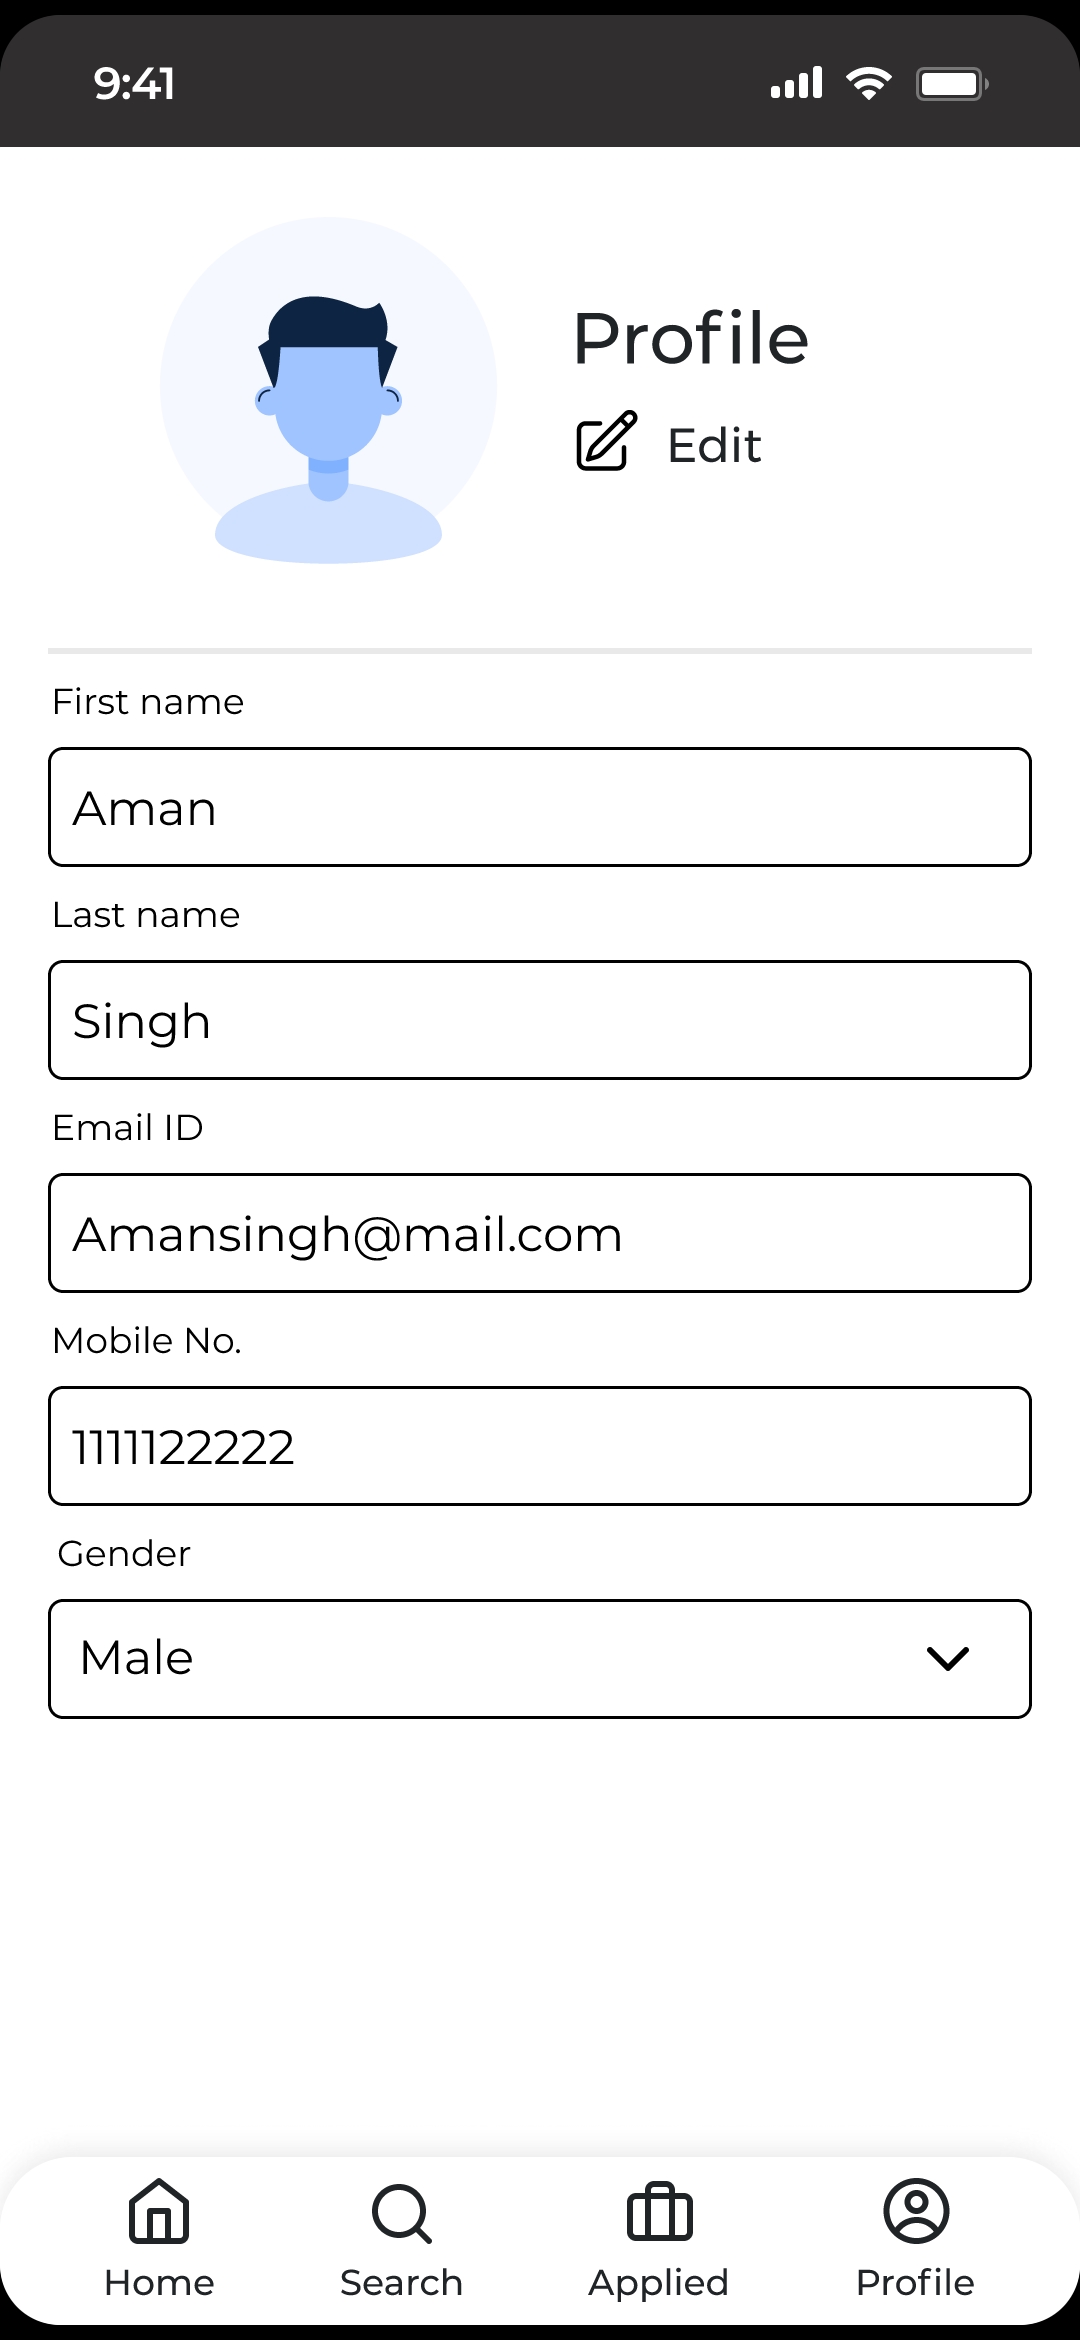 9:41
Profile
Edit
First name
Aman
Last name
Singh
Email ID
Amansingh@mail.com
Mobile No.
1111122222
Gender
Male
Home
Search
Applied
Profile